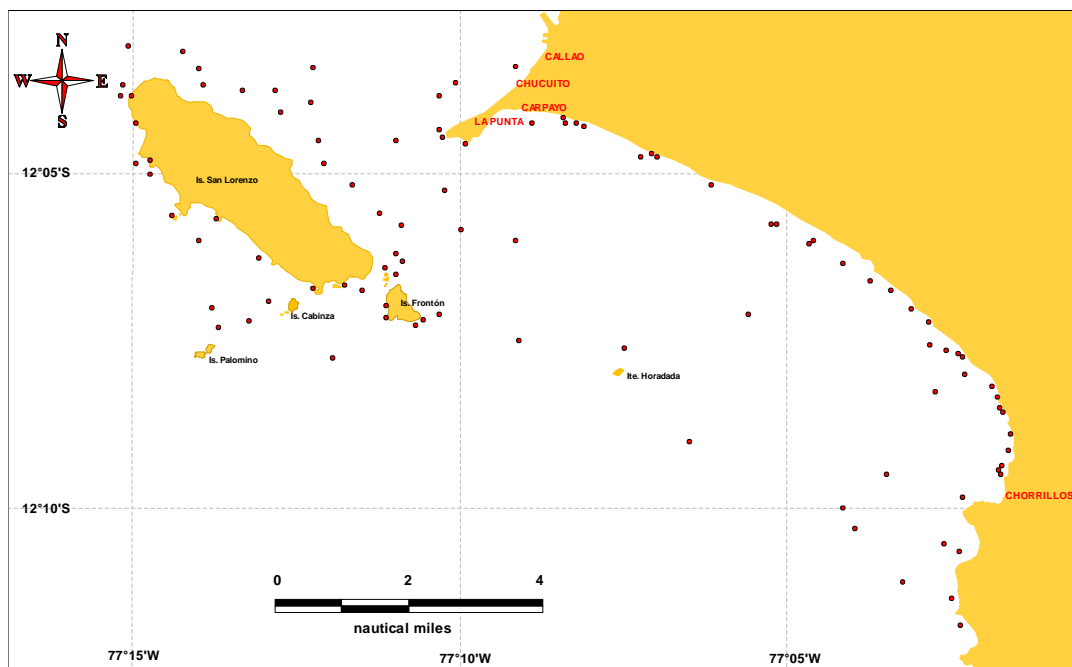 N
W E
S
CALLAO
CHUCUITO
CARPAYO
LA PUNTA
12°05'S
Is. San Lorenzo
Is. Frontón
Is. Cabinza
Is. Palomino
Ite. Horadada
CHORRILLOS
12°10'S
0 2 4
nautical miles
77°15'W 77°10'W 77°05'W